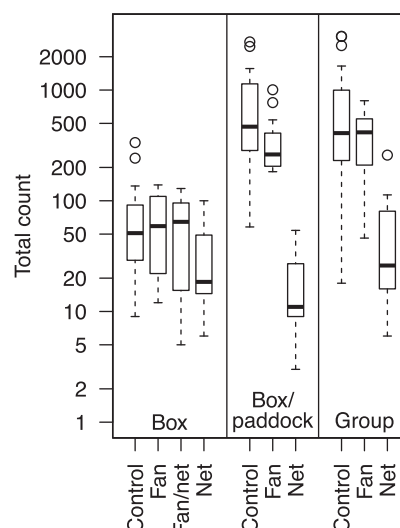 2000
1000
500
200
100
50
20
10
5
2
1
Total count
Box
Box/
paddock
Group
Control
Fan
Fan/net
Net
Control
Fan
Net
Control
Fan
Net